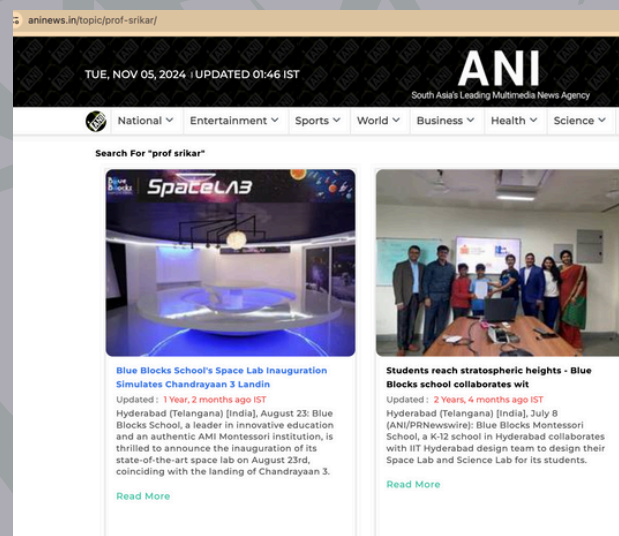 aninews.in/topic/prof-srikar/
TUE, NOV 05, 2024 | UPDATED 01:46 IST
ANI
South Asia's Leading Multimedia News Agency
National
Entertainment
Sports
World
Business
Health
Science
Search For "prof srikar"
Blue Blocks
SpaceLA3
Blue Blocks School's Space Lab Inauguration
Simulates Chandrayaan 3 Landin
Updated : 1 Year, 2 months ago IST
Hyderabad (Telangana) [India], August 23: Blue
Blocks School, a leader in innovative education
and an authentic AMI Montessori institution, is
thrilled to announce the inauguration of its
state-of-the-art space lab on August 23rd,
coinciding with the landing of Chandrayaan 3.
Read More
Students reach stratospheric heights - Blue
Blocks school collaborates wit
Updated : 2 Years, 4 months ago IST
Hyderabad (Telangana) [India], July 8
(ANI/PRNewswire): Blue Blocks Montessori
School, a K-12 school in Hyderabad collaborates
with IIT Hyderabad design team to design their
Space Lab and Science Lab for its students.
Read More